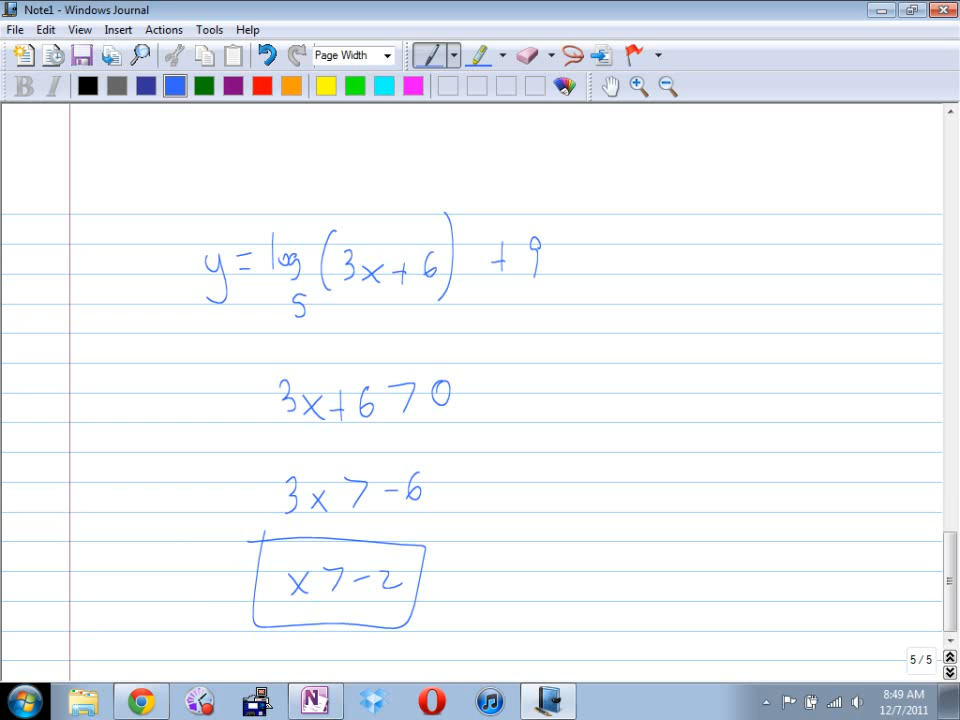 Note1 - Windows Journal
File Edit View Insert Actions Tools Help
Page Width
B I
y = log₅(3x+6) + 9
3x+6 > 0
3x > -6
x > -2
5 / 5
N
8:49 AM
12/7/2011